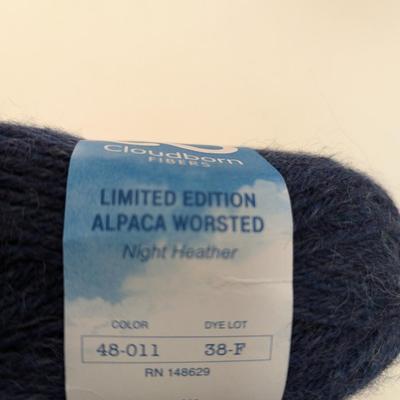 Cloudborn
FIBERS
LIMITED EDITION
ALPACA WORSTED
Night Heather
COLOR DYE LOT
48-011 38-F
RN 148629